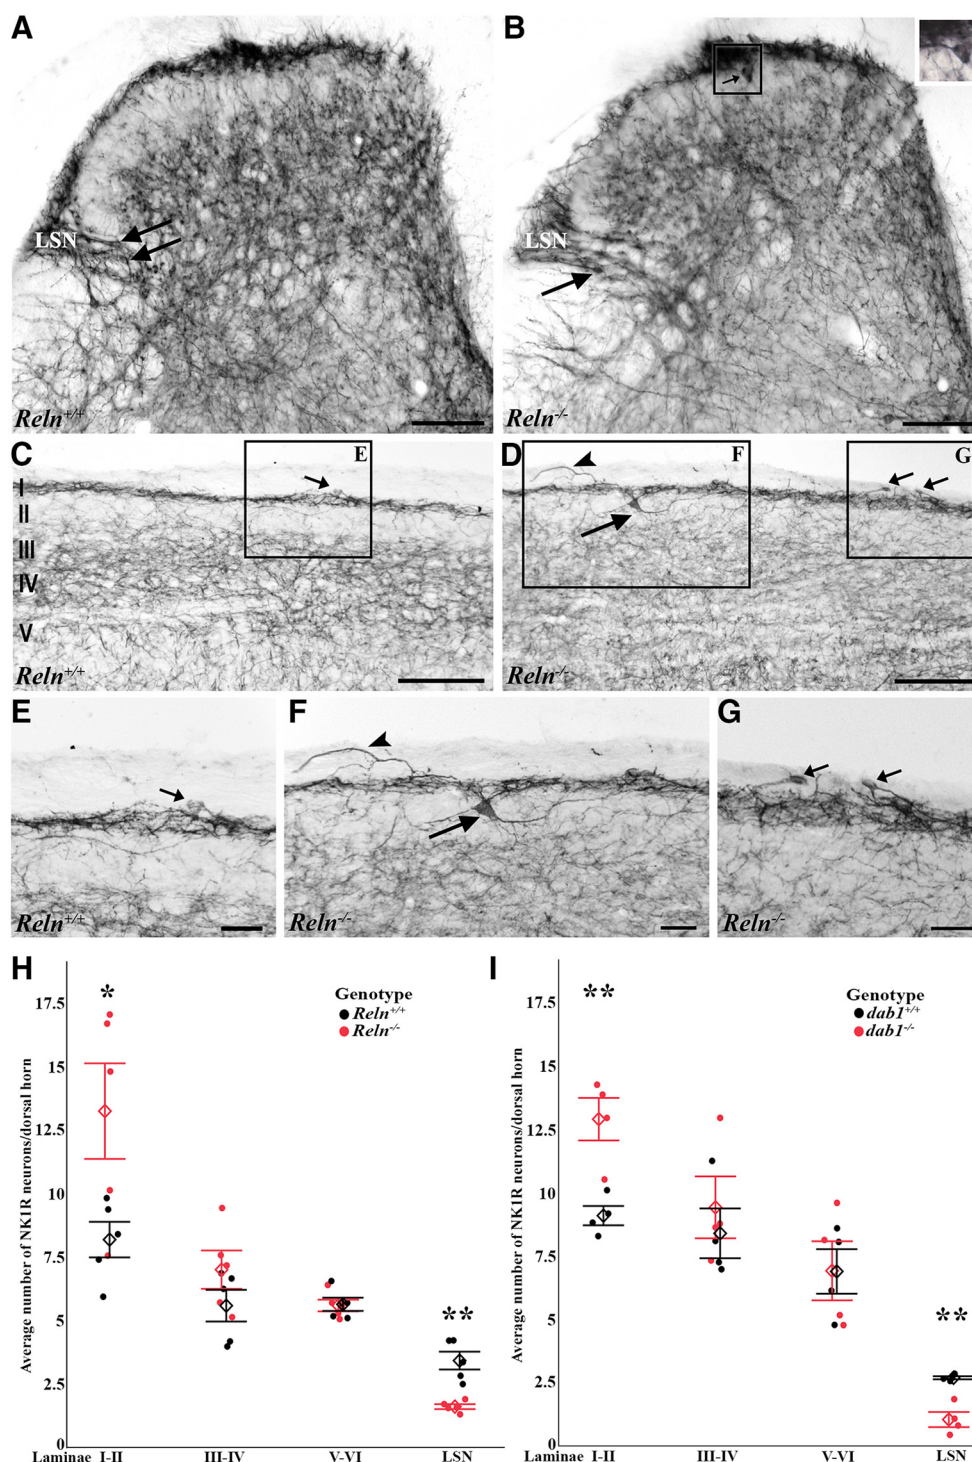 A
B
LSN
LSN
Reln+/+
Reln-/-
C
E
D
F
G
I
II
III
IV
V
Reln+/+
Reln-/-
E
F
G
Reln+/+
Reln-/-
Reln-/-
H
*
Genotype
Reln+/+
Reln-/-
Average number of NK1R neurons/dorsal horn
17.5
15
12.5
10
7.5
5
2.5
0
**
Laminae I-II III-IV V-VI LSN
I
**
Genotype
dab1+/+
dab1-/-
Average number of NK1R neurons/dorsal horn
17.5
15
12.5
10
7.5
5
2.5
0
**
Laminae I-II III-IV V-VI LSN